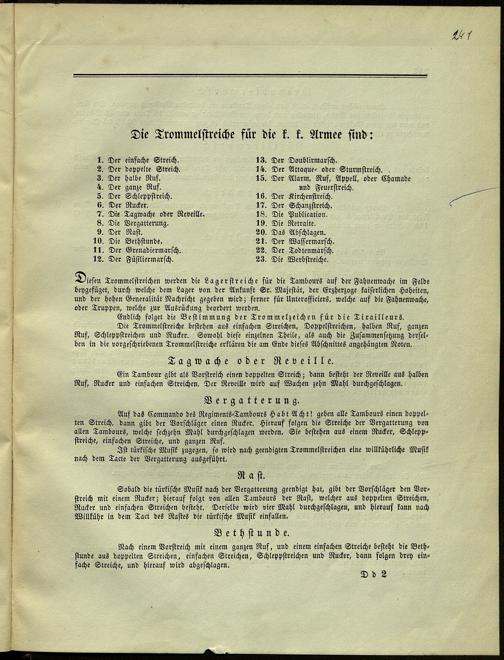 241
Die Trommelstreiche für die k. k. Armee sind:
1. Der einfache Streich.
2. Der doppelte Streich.
3. Der halbe Ruf.
4. Der ganze Ruf.
5. Der Schleppstreich.
6. Der Rucker.
7. Die Tagwache oder Reveille.
8. Die Vergatterung.
9. Der Rast.
10. Die Bethstunde.
11. Der Grenadiermarsch.
12. Der Füsiliermarsch.
13. Der Doublirmarsch.
14. Der Attaque- oder Sturmstreich.
15. Der Alarm, Ruf, Appell, oder Chamade
und Feuerstreich.
16. Der Kirchenstreich.
17. Der Schanzstreich.
18. Die Publication.
19. Die Retraite.
20. Das Abschlagen.
21. Der Wassermarsch.
22. Der Todtenmarsch.
23. Die Werbstreiche.
Diesen Trommelstreichen werden die Lagerstreiche für die Tambours auf der Fahnenwache im Felde
beygefüget, durch welche dem Lager von der Ankunft Sr. Majestät, der Erzherzoge kaiserlichen Hoheiten,
und der hohen Generalität Nachricht gegeben wird; ferner für Unterofficiers, welche auf die Fahnenwache,
oder Truppen, welche zur Ausrückung beordert werden.
Endlich folget die Bestimmung der Trommelzeichen für die Tirailleurs.
Die Trommelstreiche bestehen aus einfachen Streichen, Doppelstreichen, halben Ruf, ganzen
Ruf, Schleppstreichen und Rucker. Sowohl diese einzelnen Theile, als auch die Zusammensetzung dersel-
ben in die vorgeschriebenen Trommelstreiche erklären die am Ende dieses Abschnittes angehängten Noten.
Tagwache oder Reveille.
Ein Tambour gibt als Vorstreich einen doppelten Streich; dann besteht der Reveille aus halben
Ruf, Rucker und einfachen Streichen. Der Reveille wird auf Wachen zehn Mahl durchgeschlagen.
Vergatterung.
Auf das Commando des Regiments-Tambours Habt Acht! geben alle Tambours einen doppel-
ten Streich, dann gibt der Vorschläger einen Rucker. Hierauf folgen die Streiche der Vergatterung von
allen Tambours, welche sechzehn Mahl durchgeschlagen werden. Sie bestehen aus einem Rucker, Schlepp-
streiche, einfachen Streiche, und ganzen Ruf.
Ist türkische Musik zugegen, so wird nach geendigten Trommelstreichen eine willkührliche Musik
nach dem Tacte der Vergatterung ausgeführt.
Rast.
Sobald die türkische Musik nach der Vergatterung geendigt hat, gibt der Vorschläger den Vor-
streich mit einem Rucker; hierauf folgt von allen Tambours der Rast, welcher aus doppelten Streichen,
Rucker und einfachen Streichen besteht. Derselbe wird vier Mahl durchgeschlagen, und hierauf kann nach
Willkühr in dem Tact des Rastes die türkische Musik einfallen.
Bethstunde.
Nach einem Vorstreich mit einem ganzen Ruf, und einem einfachen Streiche besteht die Beth-
stunde aus doppelten Streichen, einfachen Streichen, Schleppstreichen und Rucker, dann folgen drey ein-
fache Streiche, und hierauf wird abgeschlagen.
D d 2